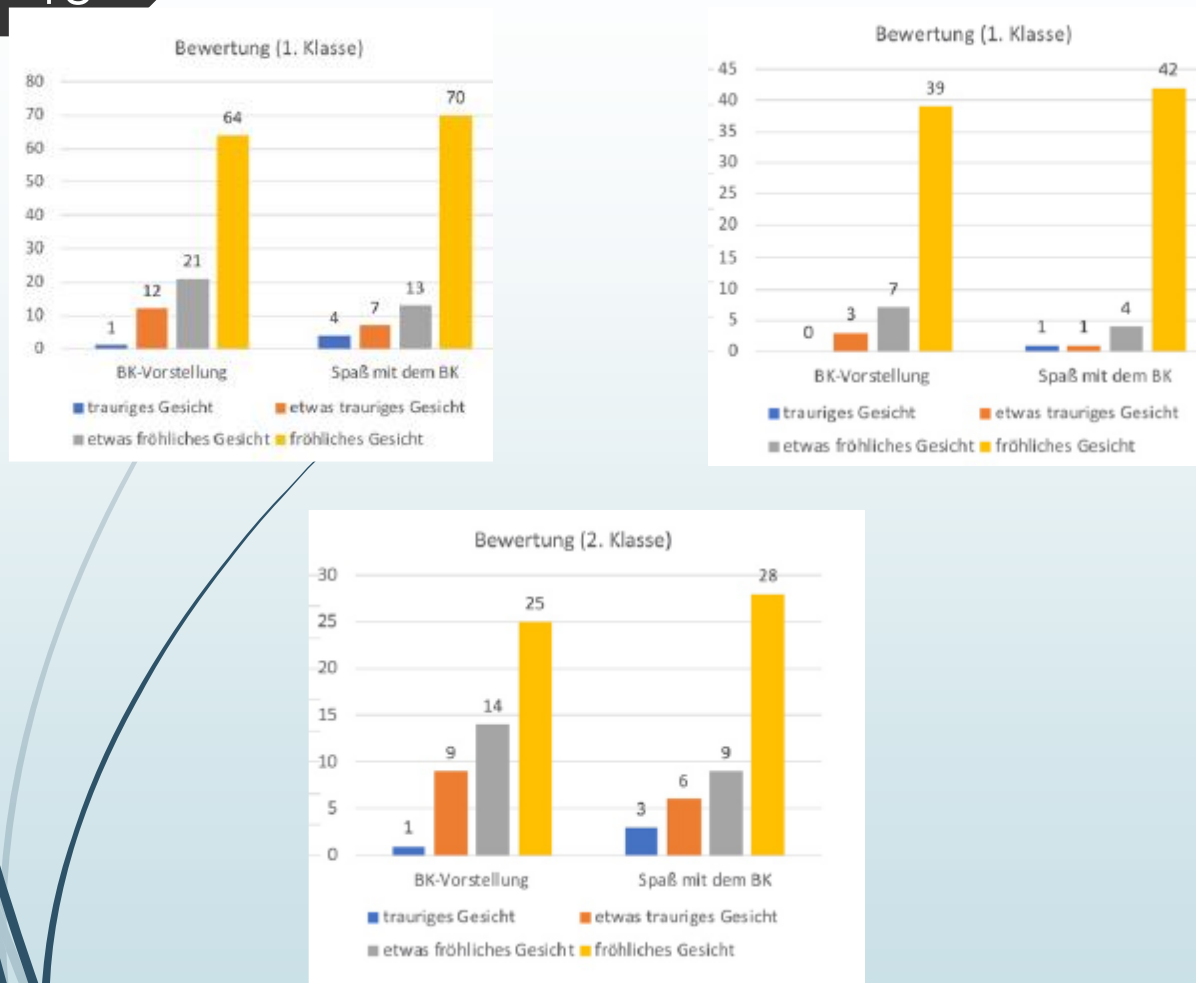 Bewertung (1. Klasse)
80
70
60
50
40
30
20
10
0
1
12
21
64
4
7
13
70
BK-Vorstellung
Spaß mit dem BK
trauriges Gesicht
etwas trauriges Gesicht
etwas fröhliches Gesicht
fröhliches Gesicht
Bewertung (1. Klasse)
45
40
35
30
25
20
15
10
5
0
0
3
7
39
1
1
4
42
BK-Vorstellung
Spaß mit dem BK
trauriges Gesicht
etwas trauriges Gesicht
etwas fröhliches Gesicht
fröhliches Gesicht
Bewertung (2. Klasse)
30
25
20
15
10
5
0
1
9
14
25
3
6
9
28
BK-Vorstellung
Spaß mit dem BK
trauriges Gesicht
etwas trauriges Gesicht
etwas fröhliches Gesicht
fröhliches Gesicht